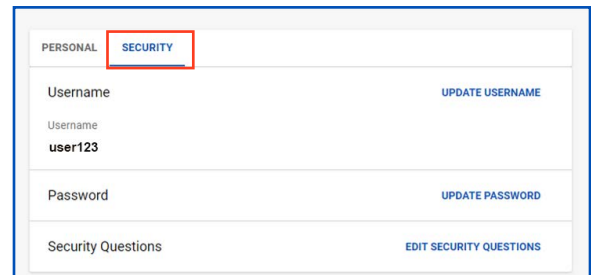 PERSONAL SECURITY
Username UPDATE USERNAME
Username
user123
Password UPDATE PASSWORD
Security Questions EDIT SECURITY QUESTIONS